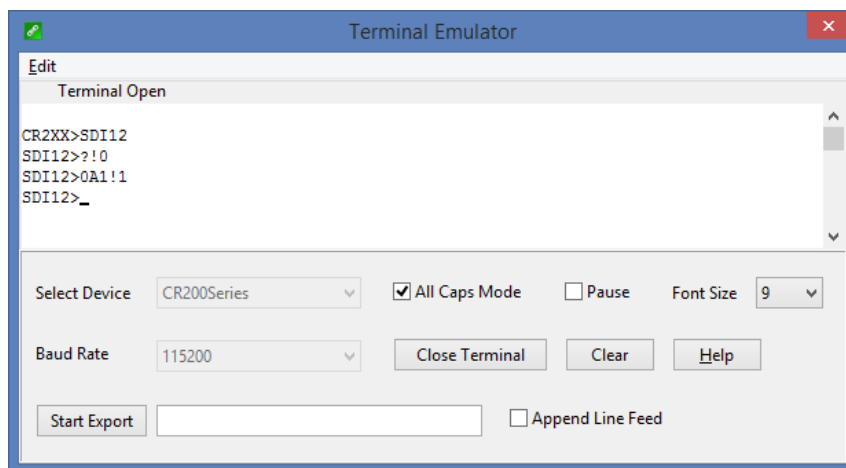 Terminal Emulator
Edit
Terminal Open
CR2XX>SDI12
SDI12>?!0
SDI12>0A1!1
SDI12>_
Select Device CR200Series All Caps Mode Pause Font Size 9
Baud Rate 115200 Close Terminal Clear Help
Start Export Append Line Feed